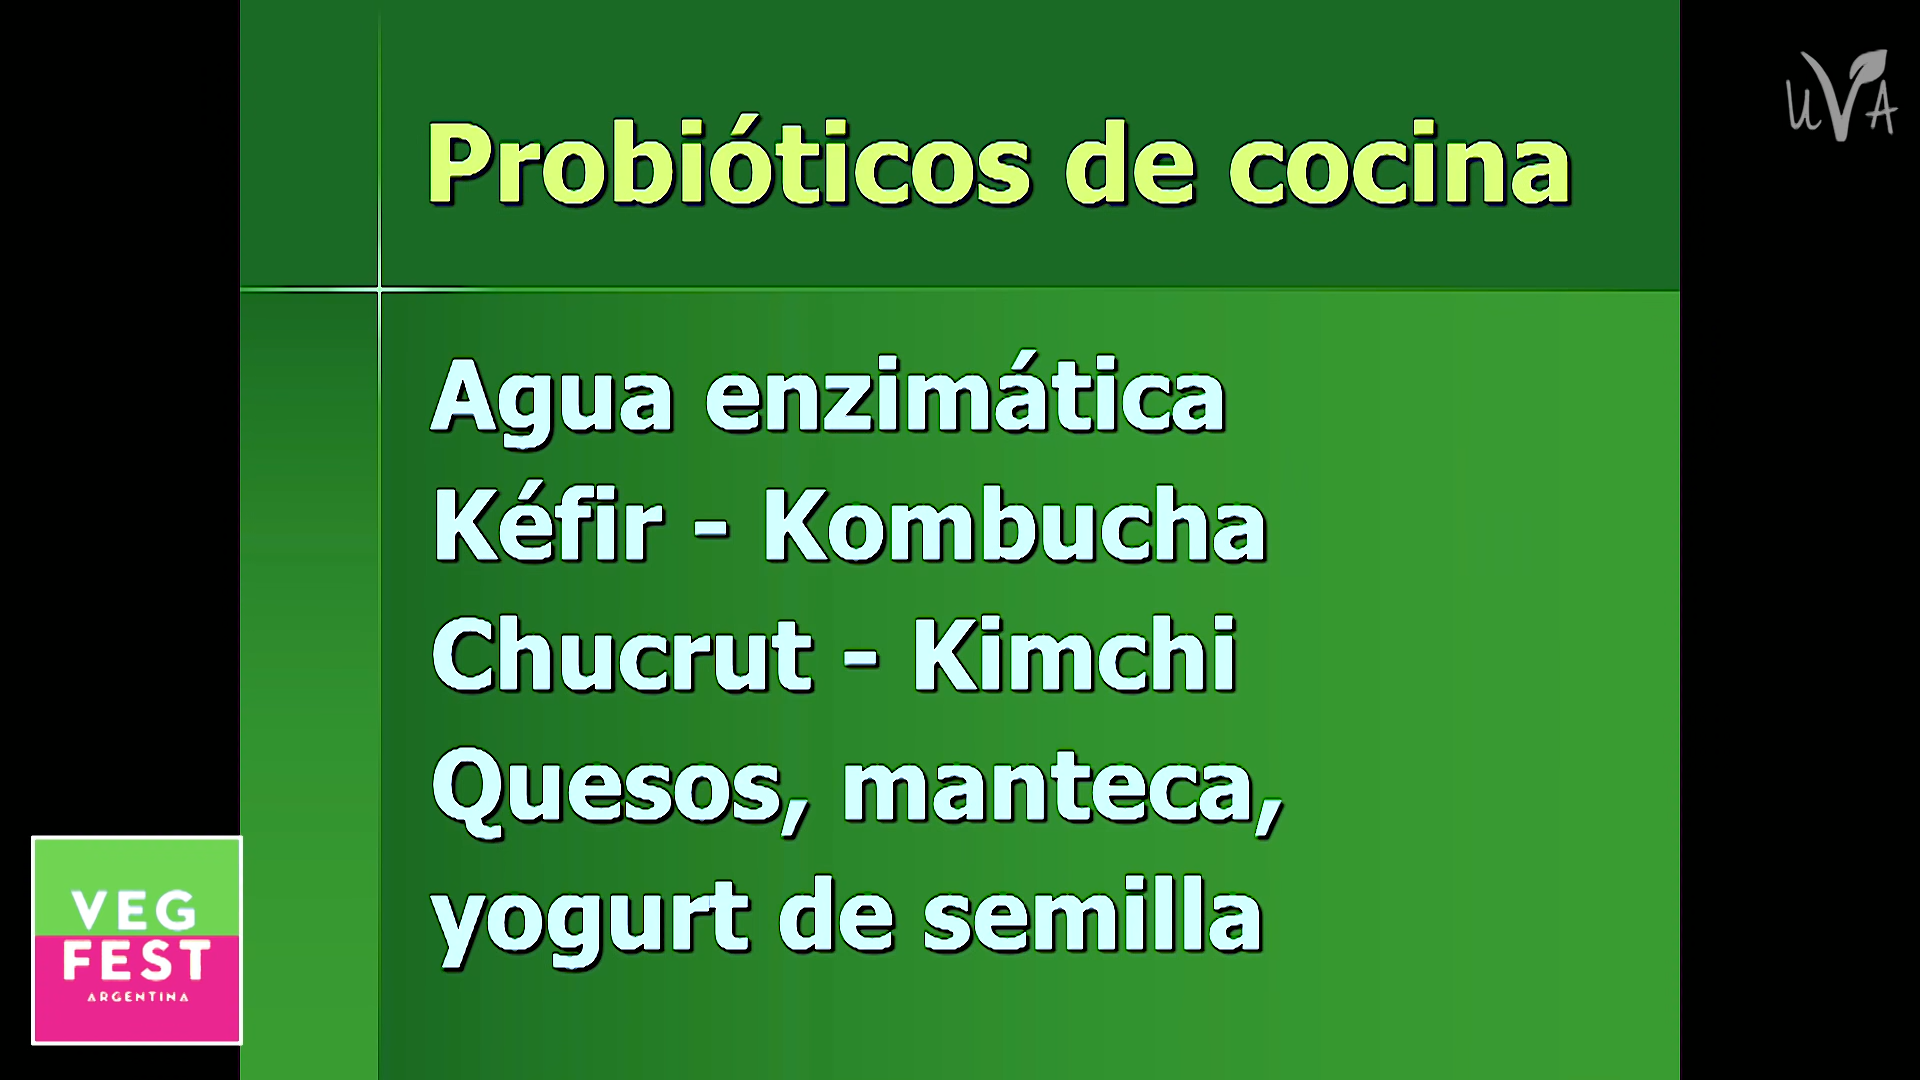 Probióticos de cocina
Agua enzimática
Kéfir - Kombucha
Chucrut - Kimchi
Quesos, manteca,
yogurt de semilla
UVA
VEG
FEST
ARGENTINA